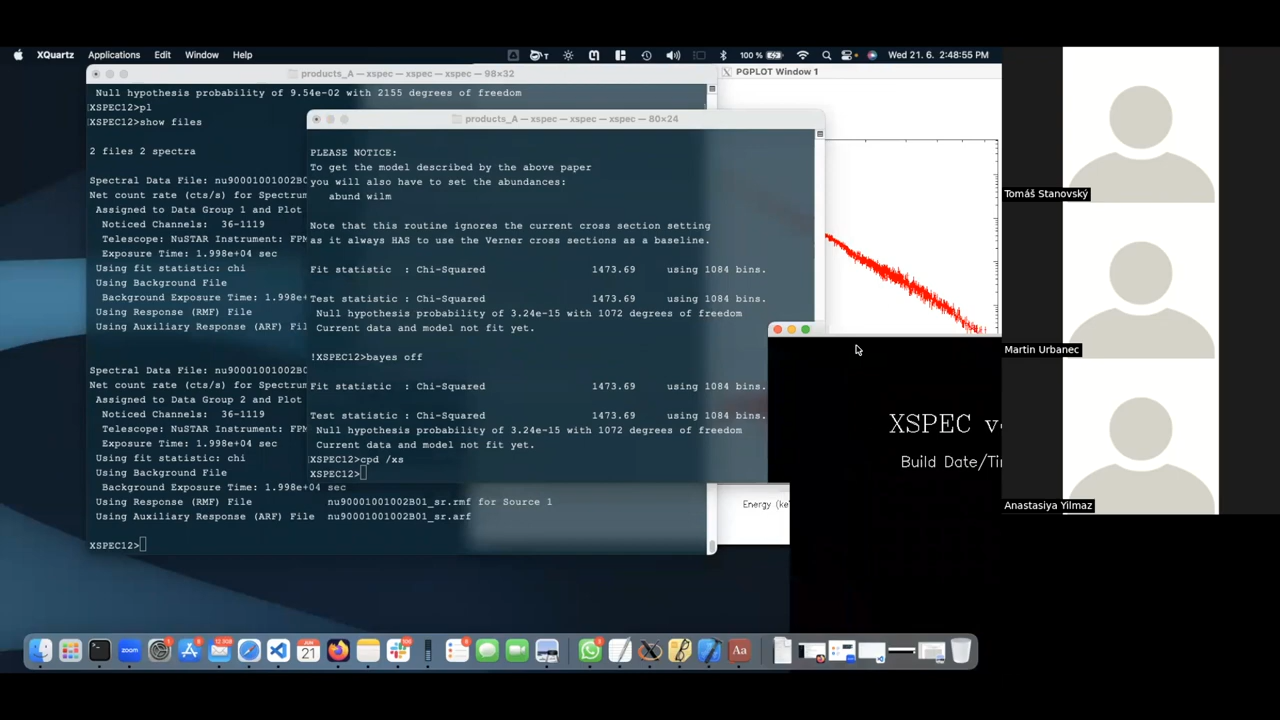 XQuartz Applications Edit Window Help 100 % Wed 21. 6. 2:48:55 PM
products_A — xspec — xspec — xspec — 98×32
PGPLOT Window 1
Null hypothesis probability of 9.54e-02 with 2155 degrees of freedom
XSPEC12>pl
XSPEC12>show files
2 files 2 spectra
Spectral Data File: nu90001001002B0
Net count rate (cts/s) for Spectrum
Assigned to Data Group 1 and Plot
Noticed Channels: 36-1119
Telescope: NuSTAR Instrument: FPM
Exposure Time: 1.998e+04 sec
Using fit statistic: chi
Using Background File
Background Exposure Time: 1.998e+
Using Response (RMF) File
Using Auxiliary Response (ARF) Fil
Spectral Data File: nu90001001002B0
Net count rate (cts/s) for Spectrum
Assigned to Data Group 2 and Plot
Noticed Channels: 36-1119
Telescope: NuSTAR Instrument: FPM
Exposure Time: 1.998e+04 sec
Using fit statistic: chi
Using Background File
Background Exposure Time: 1.998e+04 sec
Using Response (RMF) File nu90001001002B01_sr.rmf for Source 1
Using Auxiliary Response (ARF) File nu90001001002B01_sr.arf
XSPEC12>
products_A — xspec — xspec — xspec — 80×24
PLEASE NOTICE:
To get the model described by the above paper
you will also have to set the abundances:
abund wilm
Note that this routine ignores the current cross section setting
as it always HAS to use the Verner cross sections as a baseline.
Fit statistic : Chi-Squared 1473.69 using 1084 bins.
Test statistic : Chi-Squared 1473.69 using 1084 bins.
Null hypothesis probability of 3.24e-15 with 1072 degrees of freedom
Current data and model not fit yet.
!XSPEC12>bayes off
Fit statistic : Chi-Squared 1473.69 using 1084 bins.
Test statistic : Chi-Squared 1473.69 using 1084 bins.
Null hypothesis probability of 3.24e-15 with 1072 degrees of freedom
Current data and model not fit yet.
XSPEC12>cpd /xs
XSPEC12>
Energy (ke
XSPEC v
Build Date/Ti
Tomáš Stanovský
Martin Urbanec
Anastasiya Yilmaz
zoom
JUN
21
Aa